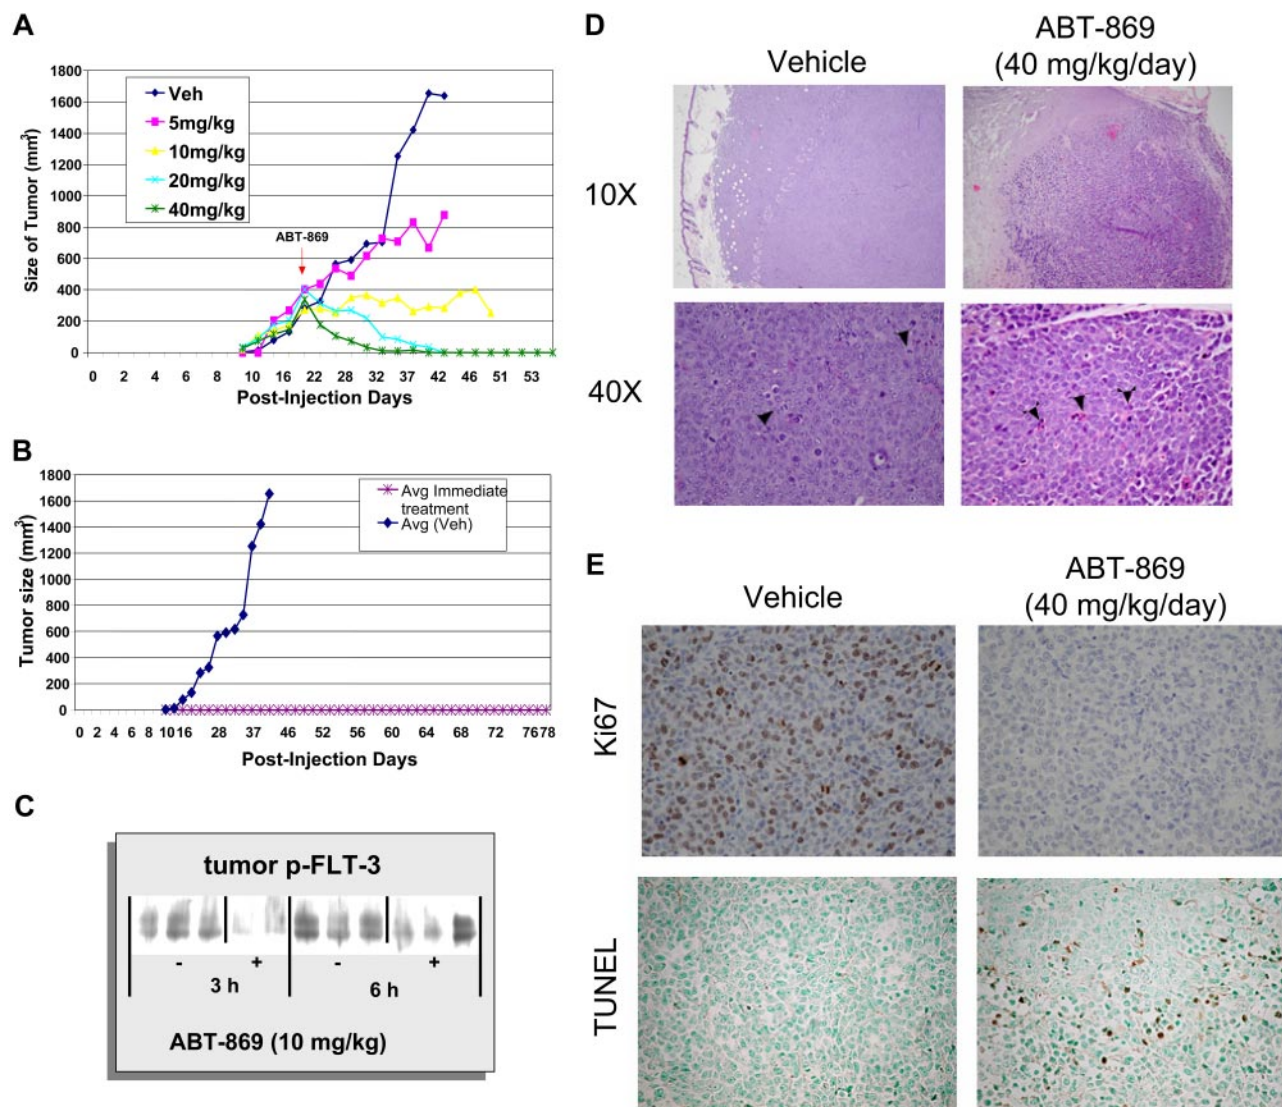 A
1800
1600
1400
1200
1000
800
600
400
200
0
Size of Tumor (mm³)
Veh
5mg/kg
10mg/kg
20mg/kg
40mg/kg
ABT-869
0 2 4 6 8 10 16 22 28 32 37 42 46 51 53
Post-Injection Days
B
1800
1600
1400
1200
1000
800
600
400
200
0
Tumor size (mm³)
Avg Immediate
treatment
Avg (Veh)
0 2 4 6 8 10 16 28 37 46 52 56 60 64 68 72 76 78
Post-Injection Days
C
tumor p-FLT-3
- + - +
3 h 6 h
ABT-869 (10 mg/kg)
D
Vehicle
ABT-869
(40 mg/kg/day)
10X
40X
E
Vehicle
ABT-869
(40 mg/kg/day)
Ki67
TUNEL